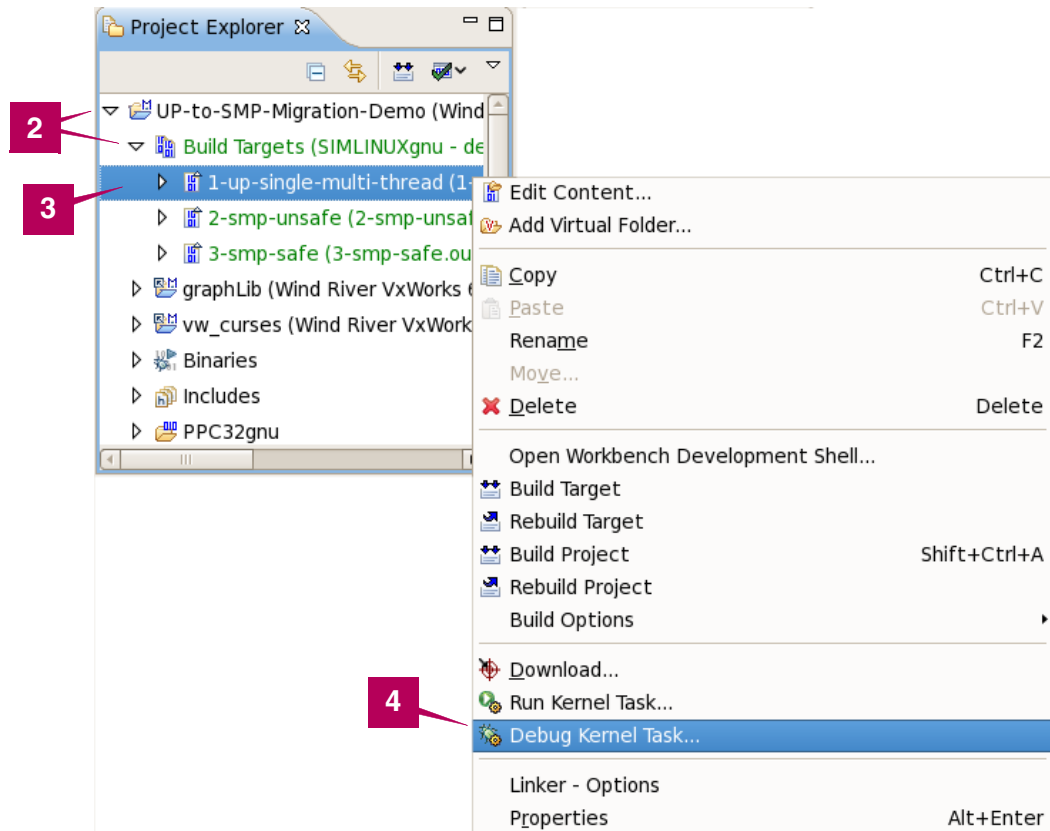 Project Explorer
2
UP-to-SMP-Migration-Demo (Wind
Build Targets (SIMLINUXgnu - de
3
1-up-single-multi-thread (1-
2-smp-unsafe (2-smp-unsaf
3-smp-safe (3-smp-safe.ou
graphLib (Wind River VxWorks 6
vw_curses (Wind River VxWork
Binaries
Includes
PPC32gnu
Edit Content...
Add Virtual Folder...
Copy Ctrl+C
Paste Ctrl+V
Rename F2
Move...
Delete Delete
Open Workbench Development Shell...
Build Target
Rebuild Target
Build Project Shift+Ctrl+A
Rebuild Project
Build Options
Download...
4
Run Kernel Task...
Debug Kernel Task...
Linker - Options
Properties Alt+Enter